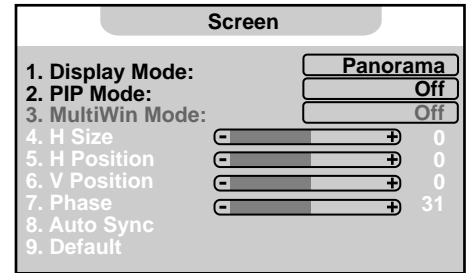 Screen
1. Display Mode: Panorama
2. PIP Mode: Off
3. MultiWin Mode: Off
4. H Size - + 0
5. H Position - + 0
6. V Position - + 0
7. Phase - + 31
8. Auto Sync
9. Default